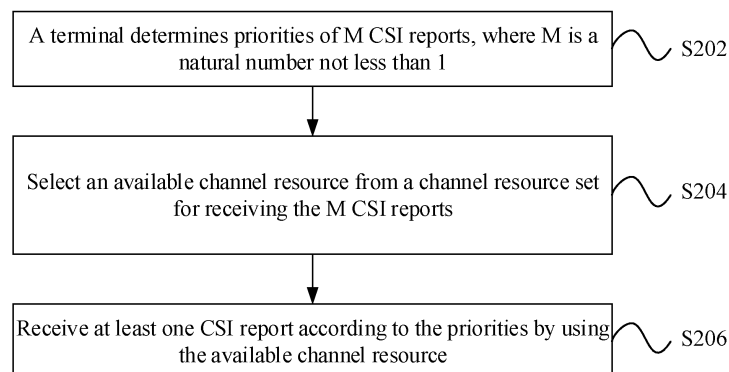 A terminal determines priorities of M CSI reports, where M is a
natural number not less than 1
S202
Select an available channel resource from a channel resource set
for receiving the M CSI reports
S204
Receive at least one CSI report according to the priorities by using
the available channel resource
S206